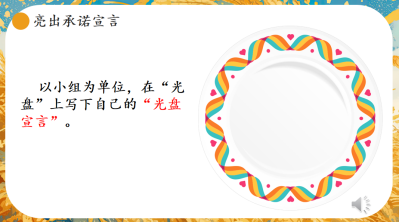 亮出承诺宣言
以小组为单位，在“光
盘”上写下自己的“光盘
宣言”。